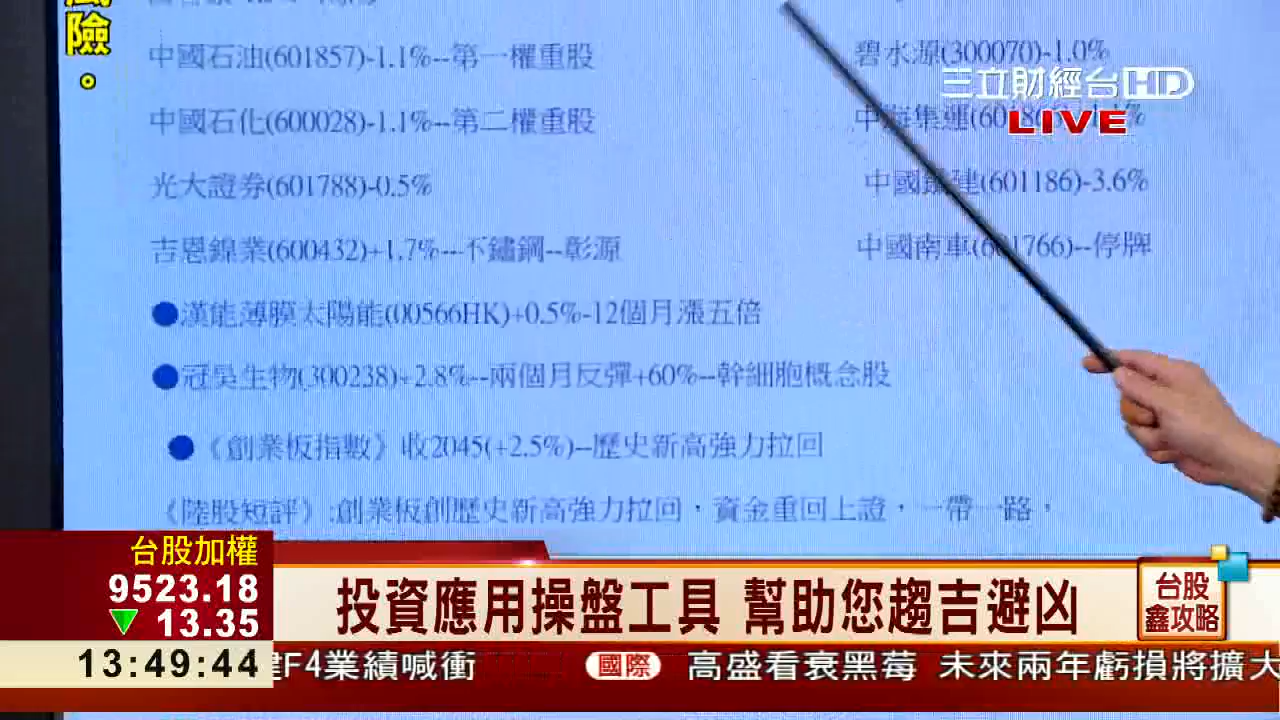 險。
中國石油(601857)-1.1%--第一權重股
碧水源(300070)-1.0%
三立財經台HD
LIVE
中國石化(600028)-1.1%--第二權重股
光大證券(601788)-0.5%
中國鐵建(601186)-3.6%
吉恩鎳業(600432)+1.7%--不鏽鋼--彰源
中國南車(601766)--停牌
●漢能薄膜太陽能(00566HK)+0.5%-12個月漲五倍
●冠昊生物(300238)+2.8%--兩個月反彈+60%--幹細胞概念股
●《創業板指數》收2045(+2.5%)--歷史新高強力拉回
《陸股短評》:創業板創歷史新高強力拉回，資金重回上證，一帶一路，
台股加權
9523.18
▼ 13.35
13:49:44
投資應用操盤工具 幫助您趨吉避凶
台股
鑫攻略
F4業績喊衝
國際
高盛看衰黑莓 未來兩年虧損將擴大